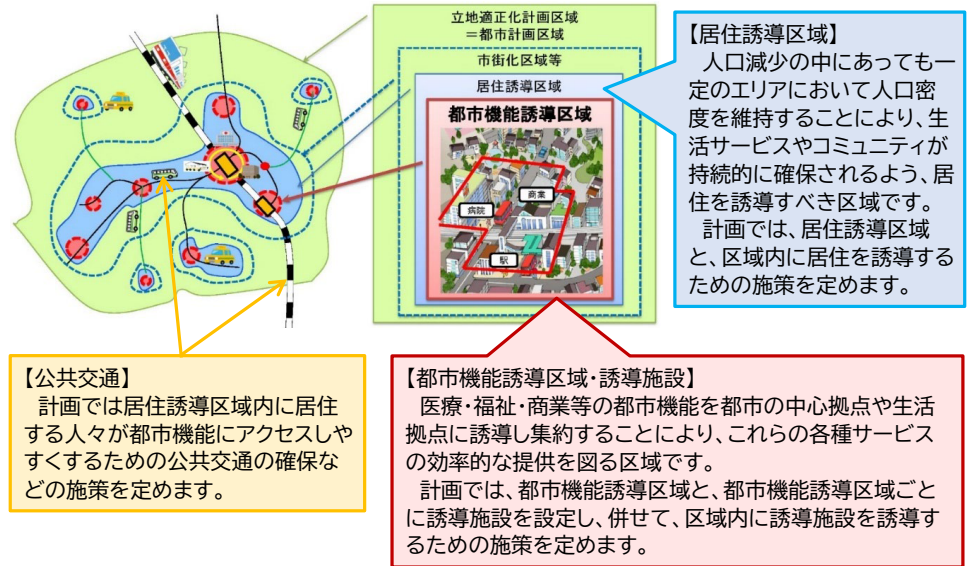 立地適正化計画区域
＝都市計画区域
市街化区域等
居住誘導区域
都市機能誘導区域
商業
病院
駅
【居住誘導区域】
人口減少の中にあっても一
定のエリアにおいて人口密
度を維持することにより、生
活サービスやコミュニティが
持続的に確保されるよう、居
住を誘導すべき区域です。
計画では、居住誘導区域
と、区域内に居住を誘導する
ための施策を定めます。
【公共交通】
計画では居住誘導区域内に居住
する人々が都市機能にアクセスしや
すくするための公共交通の確保な
どの施策を定めます。
【都市機能誘導区域・誘導施設】
医療・福祉・商業等の都市機能を都市の中心拠点や生活
拠点に誘導し集約することにより、これらの各種サービス
の効率的な提供を図る区域です。
計画では、都市機能誘導区域と、都市機能誘導区域ごと
に誘導施設を設定し、併せて、区域内に誘導施設を誘導す
るための施策を定めます。